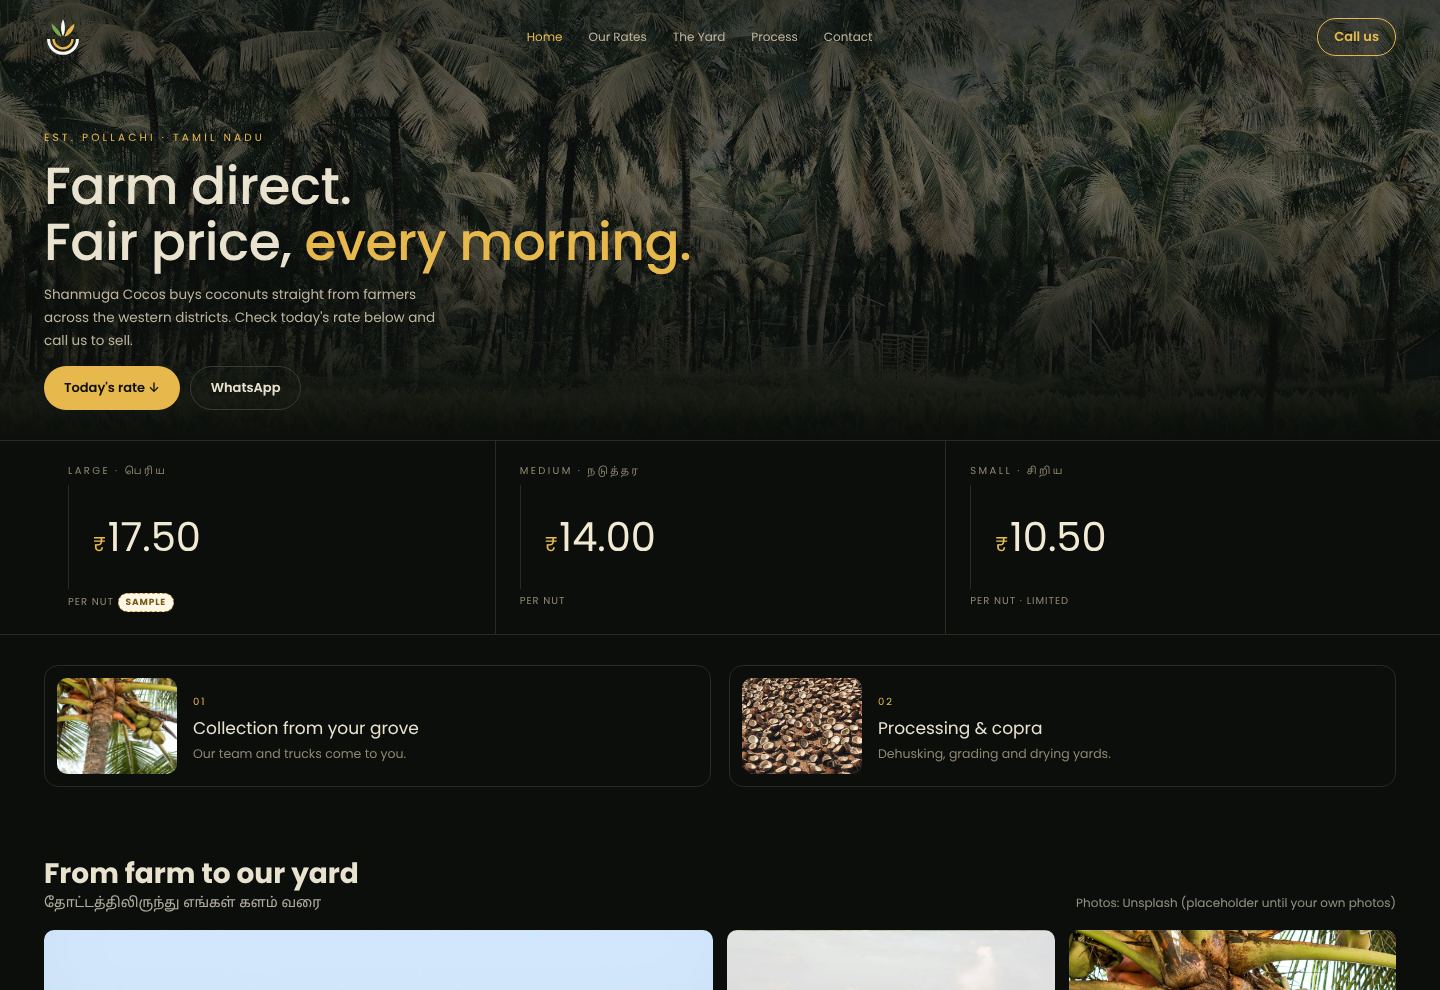 Home Our Rates The Yard Process Contact Call us
EST. POLLACHI · TAMIL NADU
Farm direct.
Fair price, every morning.
Shanmuga Cocos buys coconuts straight from farmers
across the western districts. Check today's rate below and
call us to sell.
Today's rate ↓ WhatsApp
LARGE · பெரிய
₹17.50
PER NUT SAMPLE
MEDIUM · நடுத்தர
₹14.00
PER NUT
SMALL · சிறிய
₹10.50
PER NUT · LIMITED
01
Collection from your grove
Our team and trucks come to you.
02
Processing & copra
Dehusking, grading and drying yards.
From farm to our yard
தோட்டத்திலிருந்து எங்கள் களம் வரை
Photos: Unsplash (placeholder until your own photos)